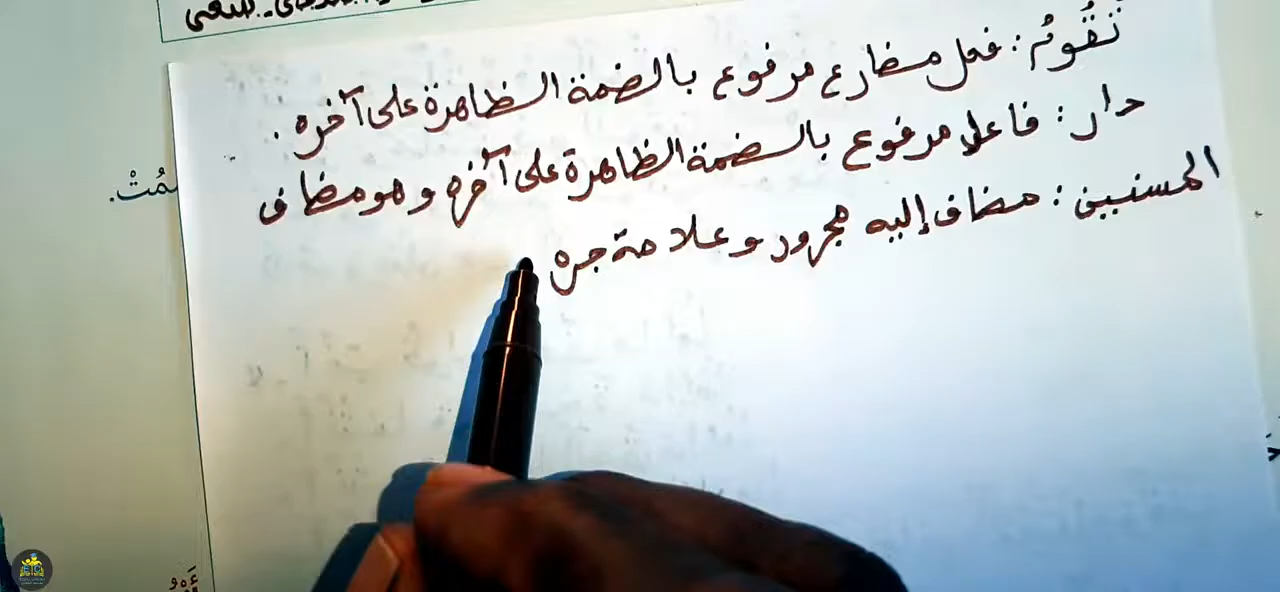 تَقُومُ : فعل مضارع مرفوع بالضمة الظاهرة على آخره .
دار : فاعل مرفوع بالضمة الظاهرة على آخره وهو مضاف
المسنين : مضاف إليه مجرور وعلامة جره